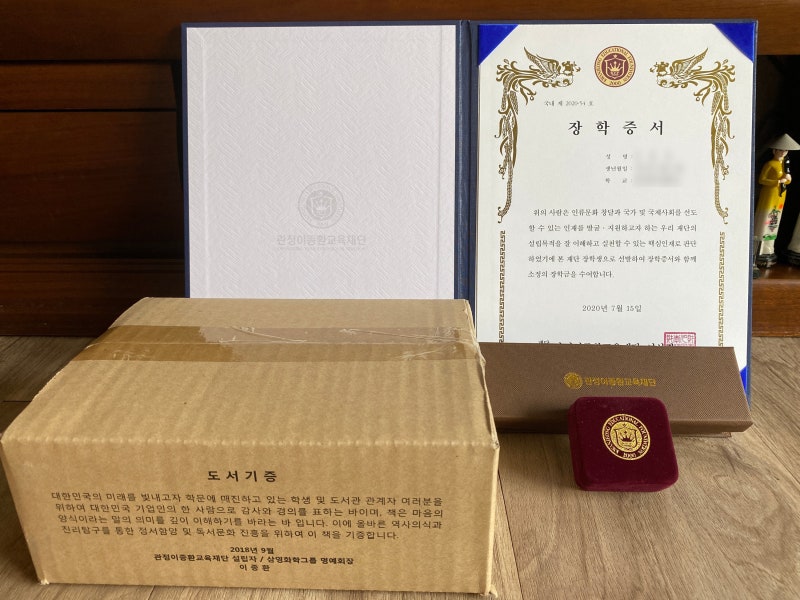 관정이종환교육재단
KWANJEONG EDUCATIONAL FOUNDATION
2000
국내 제 2020-54 호
장학증서
성 명 :
생년월일 :
학 교 :
위의 사람은 인류문화 창달과 국가 및 국제사회를 선도
할 수 있는 인재를 발굴·지원하고자 하는 우리 재단의
설립목적을 잘 이해하고 실천할 수 있는 핵심인재로 판단
하였기에 본 재단 장학생으로 선발하여 장학증서와 함께
소정의 장학금을 수여합니다.
2020년 7월 15일
관정이종환교육재단
KWANJEONG EDUCATIONAL FOUNDATION
2000
도서기증
대한민국의 미래를 빛내고자 학문에 매진하고 있는 학생 및 도서관 관계자 여러분을
위하여 대한민국 기업인의 한 사람으로 감사와 경의를 표하는 바이며, 책은 마음의
양식이라는 말의 의미를 깊이 이해하기를 바라는 바 입니다. 이에 올바른 역사의식과
진리탐구를 통한 정서함양 및 독서문화 진흥을 위하여 이 책을 기증합니다.
2018년 9월
관정이종환교육재단 설립자 / 삼영화학그룹 명예회장
이 종 환